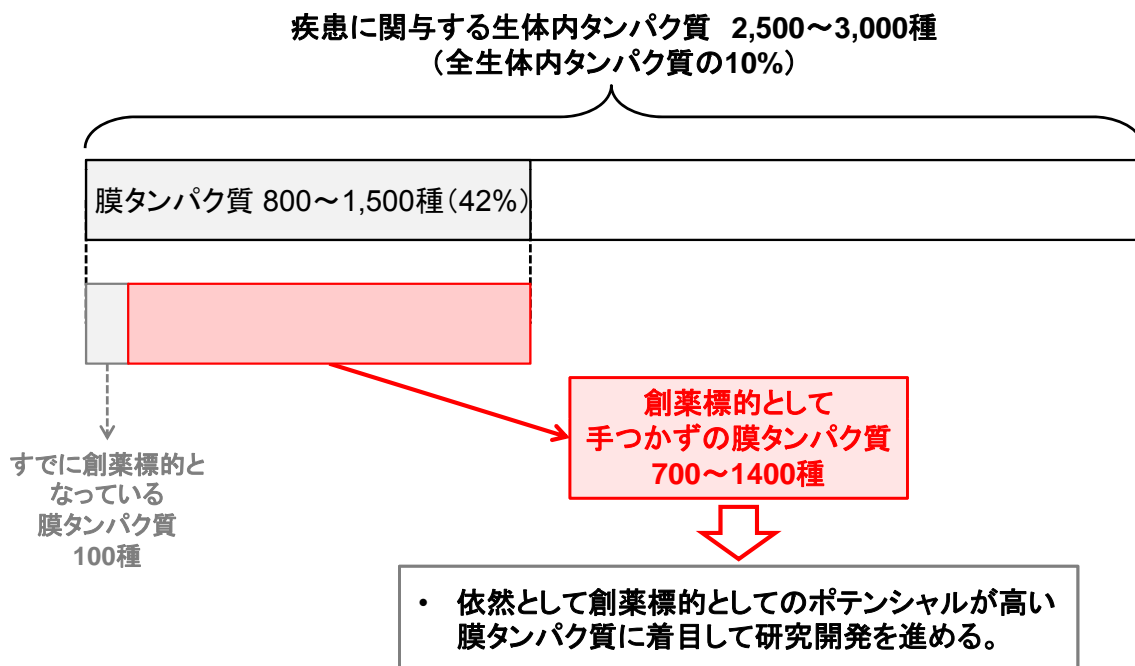 疾患に関与する生体内タンパク質 2,500～3,000種
（全生体内タンパク質の10%）
膜タンパク質 800～1,500種（42%）
創薬標的として
手つかずの膜タンパク質
700～1400種
すでに創薬標的と
なっている
膜タンパク質
100種
• 依然として創薬標的としてのポテンシャルが高い
膜タンパク質に着目して研究開発を進める。